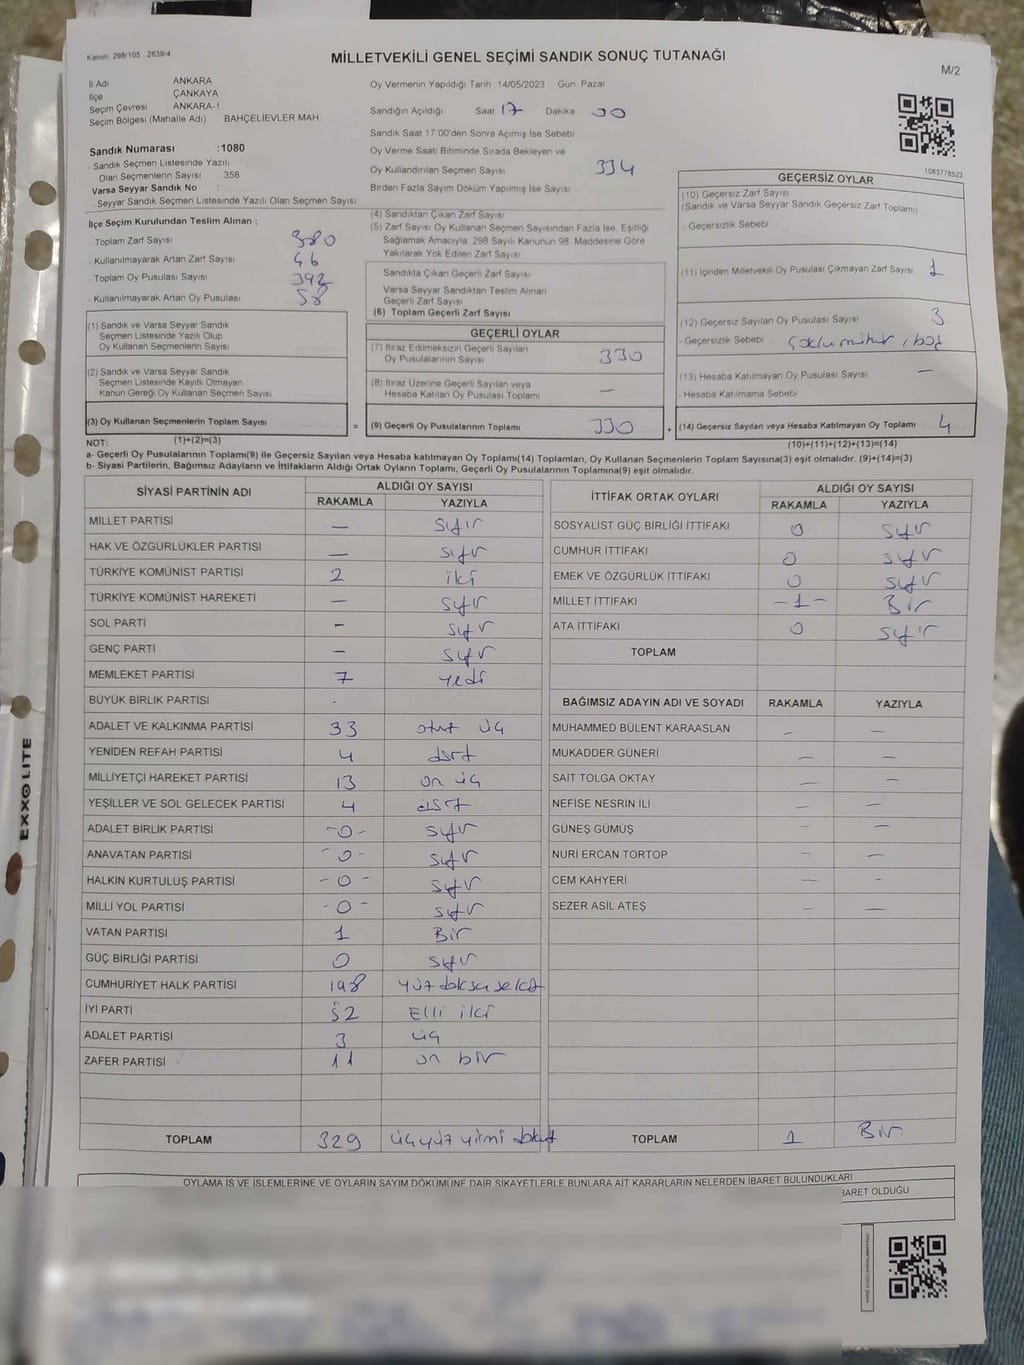 Kanun: 298/105 , 2839/4
MİLLETVEKİLİ GENEL SEÇİMİ SANDIK SONUÇ TUTANAĞI
M/2
İl Adı ANKARA
İlçe ÇANKAYA
Seçim Çevresi ANKARA-1
Seçim Bölgesi (Mahalle Adı) BAHÇELİEVLER MAH.
Sandık Numarası :1080
- Sandık Seçmen Listesinde Yazılı
Olan Seçmenlerin Sayısı 358
Varsa Seyyar Sandık No :
- Seyyar Sandık Seçmen Listesinde Yazılı Olan Seçmen Sayısı
Oy Vermenin Yapıldığı Tarih 14/05/2023 Gün: Pazar
Sandığın Açıldığı Saat 17 Dakika 00
Sandık Saat 17.00'den Sonra Açımış İse Sebebi
Oy Verme Saati Bitiminde Sırada Bekleyen ve
Oy Kullandırılan Seçmen Sayısı 334
Birden Fazla Sayım Döküm Yapılmış İse Sayısı
1083778523
İlçe Seçim Kurulundan Teslim Alınan ;
- Toplam Zarf Sayısı 380
- Kullanılmayarak Artan Zarf Sayısı 46
- Toplam Oy Pusulası Sayısı 392
- Kullanılmayarak Artan Oy Pusulası 58
(4) Sandıktan Çıkan Zarf Sayısı
(5) Zarf Sayısı Oy Kullanan Seçmen Sayısından Fazla İse, Eşitliği
Sağlamak Amacıyla, 298 Sayılı Kanunun 98. Maddesine Göre
Yakılarak Yok Edilen Zarf Sayısı
Sandıkta Çıkan Geçerli Zarf Sayısı
Varsa Seyyar Sandıktan Teslim Alınan
Geçerli Zarf Sayısı
(6) Toplam Geçerli Zarf Sayısı
GEÇERSİZ OYLAR
(10) Geçersiz Zarf Sayısı
(Sandık ve Varsa Seyyar Sandık Geçersiz Zarf Toplamı)
- Geçersizlik Sebebi
(11) İçinden Milletvekili Oy Pusulası Çıkmayan Zarf Sayısı 1
(12) Geçersiz Sayılan Oy Pusulası Sayısı 3
- Geçersizlik Sebebi , boş
(13) Hesaba Katılmayan Oy Pusulası Sayısı —
- Hesaba Katılmama Sebebi
(1) Sandık ve Varsa Seyyar Sandık
Seçmen Listesinde Yazılı Olup
Oy Kullanan Seçmenlerin Sayısı
(2) Sandık ve Varsa Seyyar Sandık
Seçmen Listesinde Kayıtlı Olmayan
Kanun Gereği Oy Kullanan Seçmen Sayısı
GEÇERLİ OYLAR
(7) İtiraz Edilmeksizin Geçerli Sayılan
Oy Pusulalarının Sayısı 330
(8) İtiraz Üzerine Geçerli Sayılan veya
Hesaba Katılan Oy Pusulası Toplamı —
(3) Oy Kullanan Seçmenlerin Toplam Sayısı = (9) Geçerli Oy Pusulalarının Toplamı 330 + (14) Geçersiz Sayılan veya Hesaba Katılmayan Oy Toplamı : 4
NOT: (1)+(2)=(3) (10)+(11)+(12)+(13)=(14)
a- Geçerli Oy Pusulalarının Toplamı(9) ile Geçersiz Sayılan veya Hesaba katılmayan Oy Toplamı(14) Toplamları, Oy Kullanan Seçmenlerin Toplam Sayısına(3) eşit olmalıdır. (9)+(14)=(3)
b- Siyasi Partilerin, Bağımsız Adayların ve İttifakların Aldığı Ortak Oyların Toplamı, Geçerli Oy Pusulalarının Toplamına(9) eşit olmalıdır.
SİYASİ PARTİNİN ADI ALDIĞI OY SAYISI
RAKAMLA YAZIYLA
MİLLET PARTİSİ — sıfır
HAK VE ÖZGÜRLÜKLER PARTİSİ — sıfır
TÜRKİYE KOMÜNİST PARTİSİ 2 iki
TÜRKİYE KOMÜNİST HAREKETİ — sıfır
SOL PARTİ - sıfır
GENÇ PARTİ — sıfır
MEMLEKET PARTİSİ 7 yedi
BÜYÜK BİRLİK PARTİSİ .
ADALET VE KALKINMA PARTİSİ 33 otuz üç
YENİDEN REFAH PARTİSİ 4 dört
MİLLİYETÇİ HAREKET PARTİSİ 13 on üç
YEŞİLLER VE SOL GELECEK PARTİSİ 4 dört
ADALET BİRLİK PARTİSİ -0- sıfır
ANAVATAN PARTİSİ -0- sıfır
HALKIN KURTULUŞ PARTİSİ -0- sıfır
MİLLİ YOL PARTİSİ -0- sıfır
VATAN PARTİSİ 1 Bir
GÜÇ BİRLİĞİ PARTİSİ 0 sıfır
CUMHURİYET HALK PARTİSİ 198 yüz doksan sekiz
İYİ PARTİ 52 Elli iki
ADALET PARTİSİ 3 üç
ZAFER PARTİSİ 11 on bir
TOPLAM 329 üçyüz yirmi dokuz
İTTİFAK ORTAK OYLARI ALDIĞI OY SAYISI
RAKAMLA YAZIYLA
SOSYALİST GÜÇ BİRLİĞİ İTTİFAKI 0 sıfır
CUMHUR İTTİFAKI 0 sıfır
EMEK VE ÖZGÜRLÜK İTTİFAKI 0 sıfır
MİLLET İTTİFAKI -1- Bir
ATA İTTİFAKI 0 sıfır
TOPLAM
BAĞIMSIZ ADAYIN ADI VE SOYADI RAKAMLA YAZIYLA
MUHAMMED BÜLENT KARAASLAN — —
MUKADDER GÜNERİ — —
SAİT TOLGA OKTAY — —
NEFİSE NESRİN İLİ — —
GÜNEŞ GÜMÜŞ — —
NURİ ERCAN TORTOP — —
CEM KAHYERİ — —
SEZER ASİL ATEŞ — —
TOPLAM 1 Bir
OYLAMA İŞ VE İŞLEMLERİNE VE OYLARIN SAYIM DÖKÜMÜNE DAİR ŞİKAYETLERLE BUNLARA AİT KARARLARIN NELERDEN İBARET BULUNDUKLARI
BARET OLDUĞU
EXXOLITE